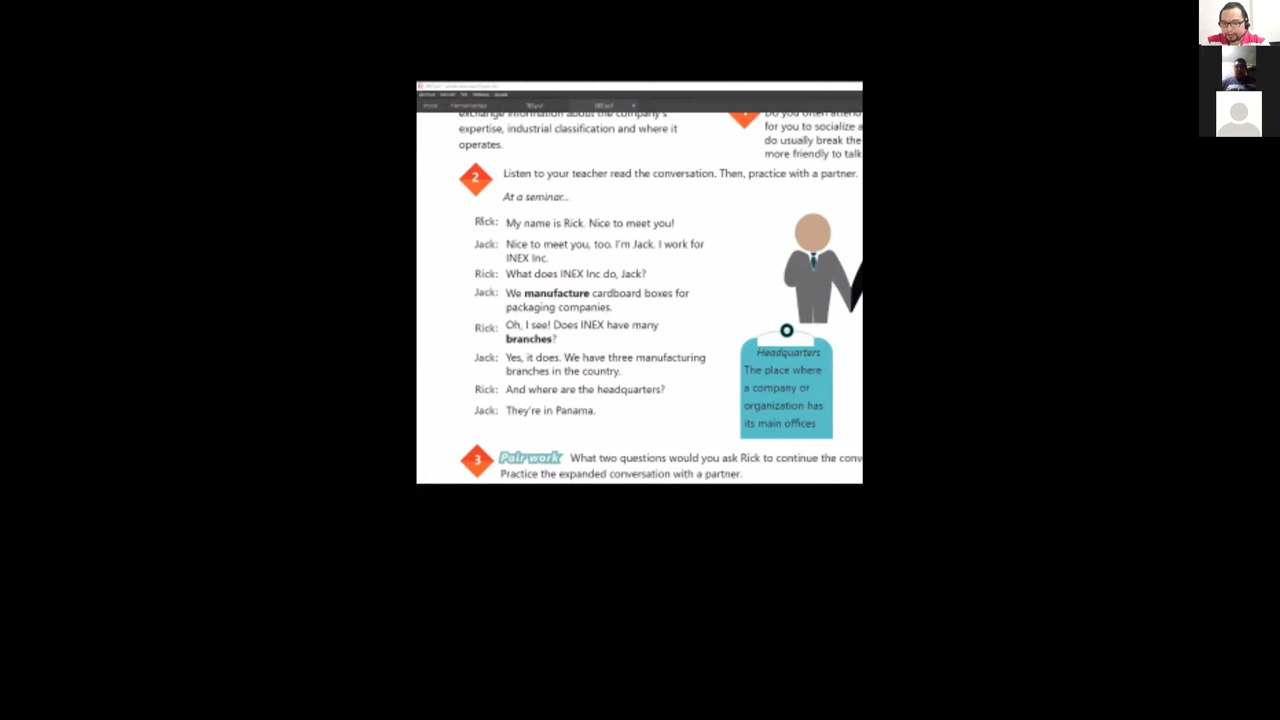 exchange information about the company's
expertise, industrial classification and where it
operates.
Do you often attend
for you to socialize a
do usually break the
more friendly to talk
2
Listen to your teacher read the conversation. Then, practice with a partner.
At a seminar...
Rick: My name is Rick. Nice to meet you!
Jack: Nice to meet you, too. I'm Jack. I work for
INEX Inc.
Rick: What does INEX Inc do, Jack?
Jack: We manufacture cardboard boxes for
packaging companies.
Rick: Oh, I see! Does INEX have many
branches?
Jack: Yes, it does. We have three manufacturing
branches in the country.
Rick: And where are the headquarters?
Jack: They're in Panama.
Headquarters
The place where
a company or
organization has
its main offices
3
Pair work What two questions would you ask Rick to continue the conv
Practice the expanded conversation with a partner.